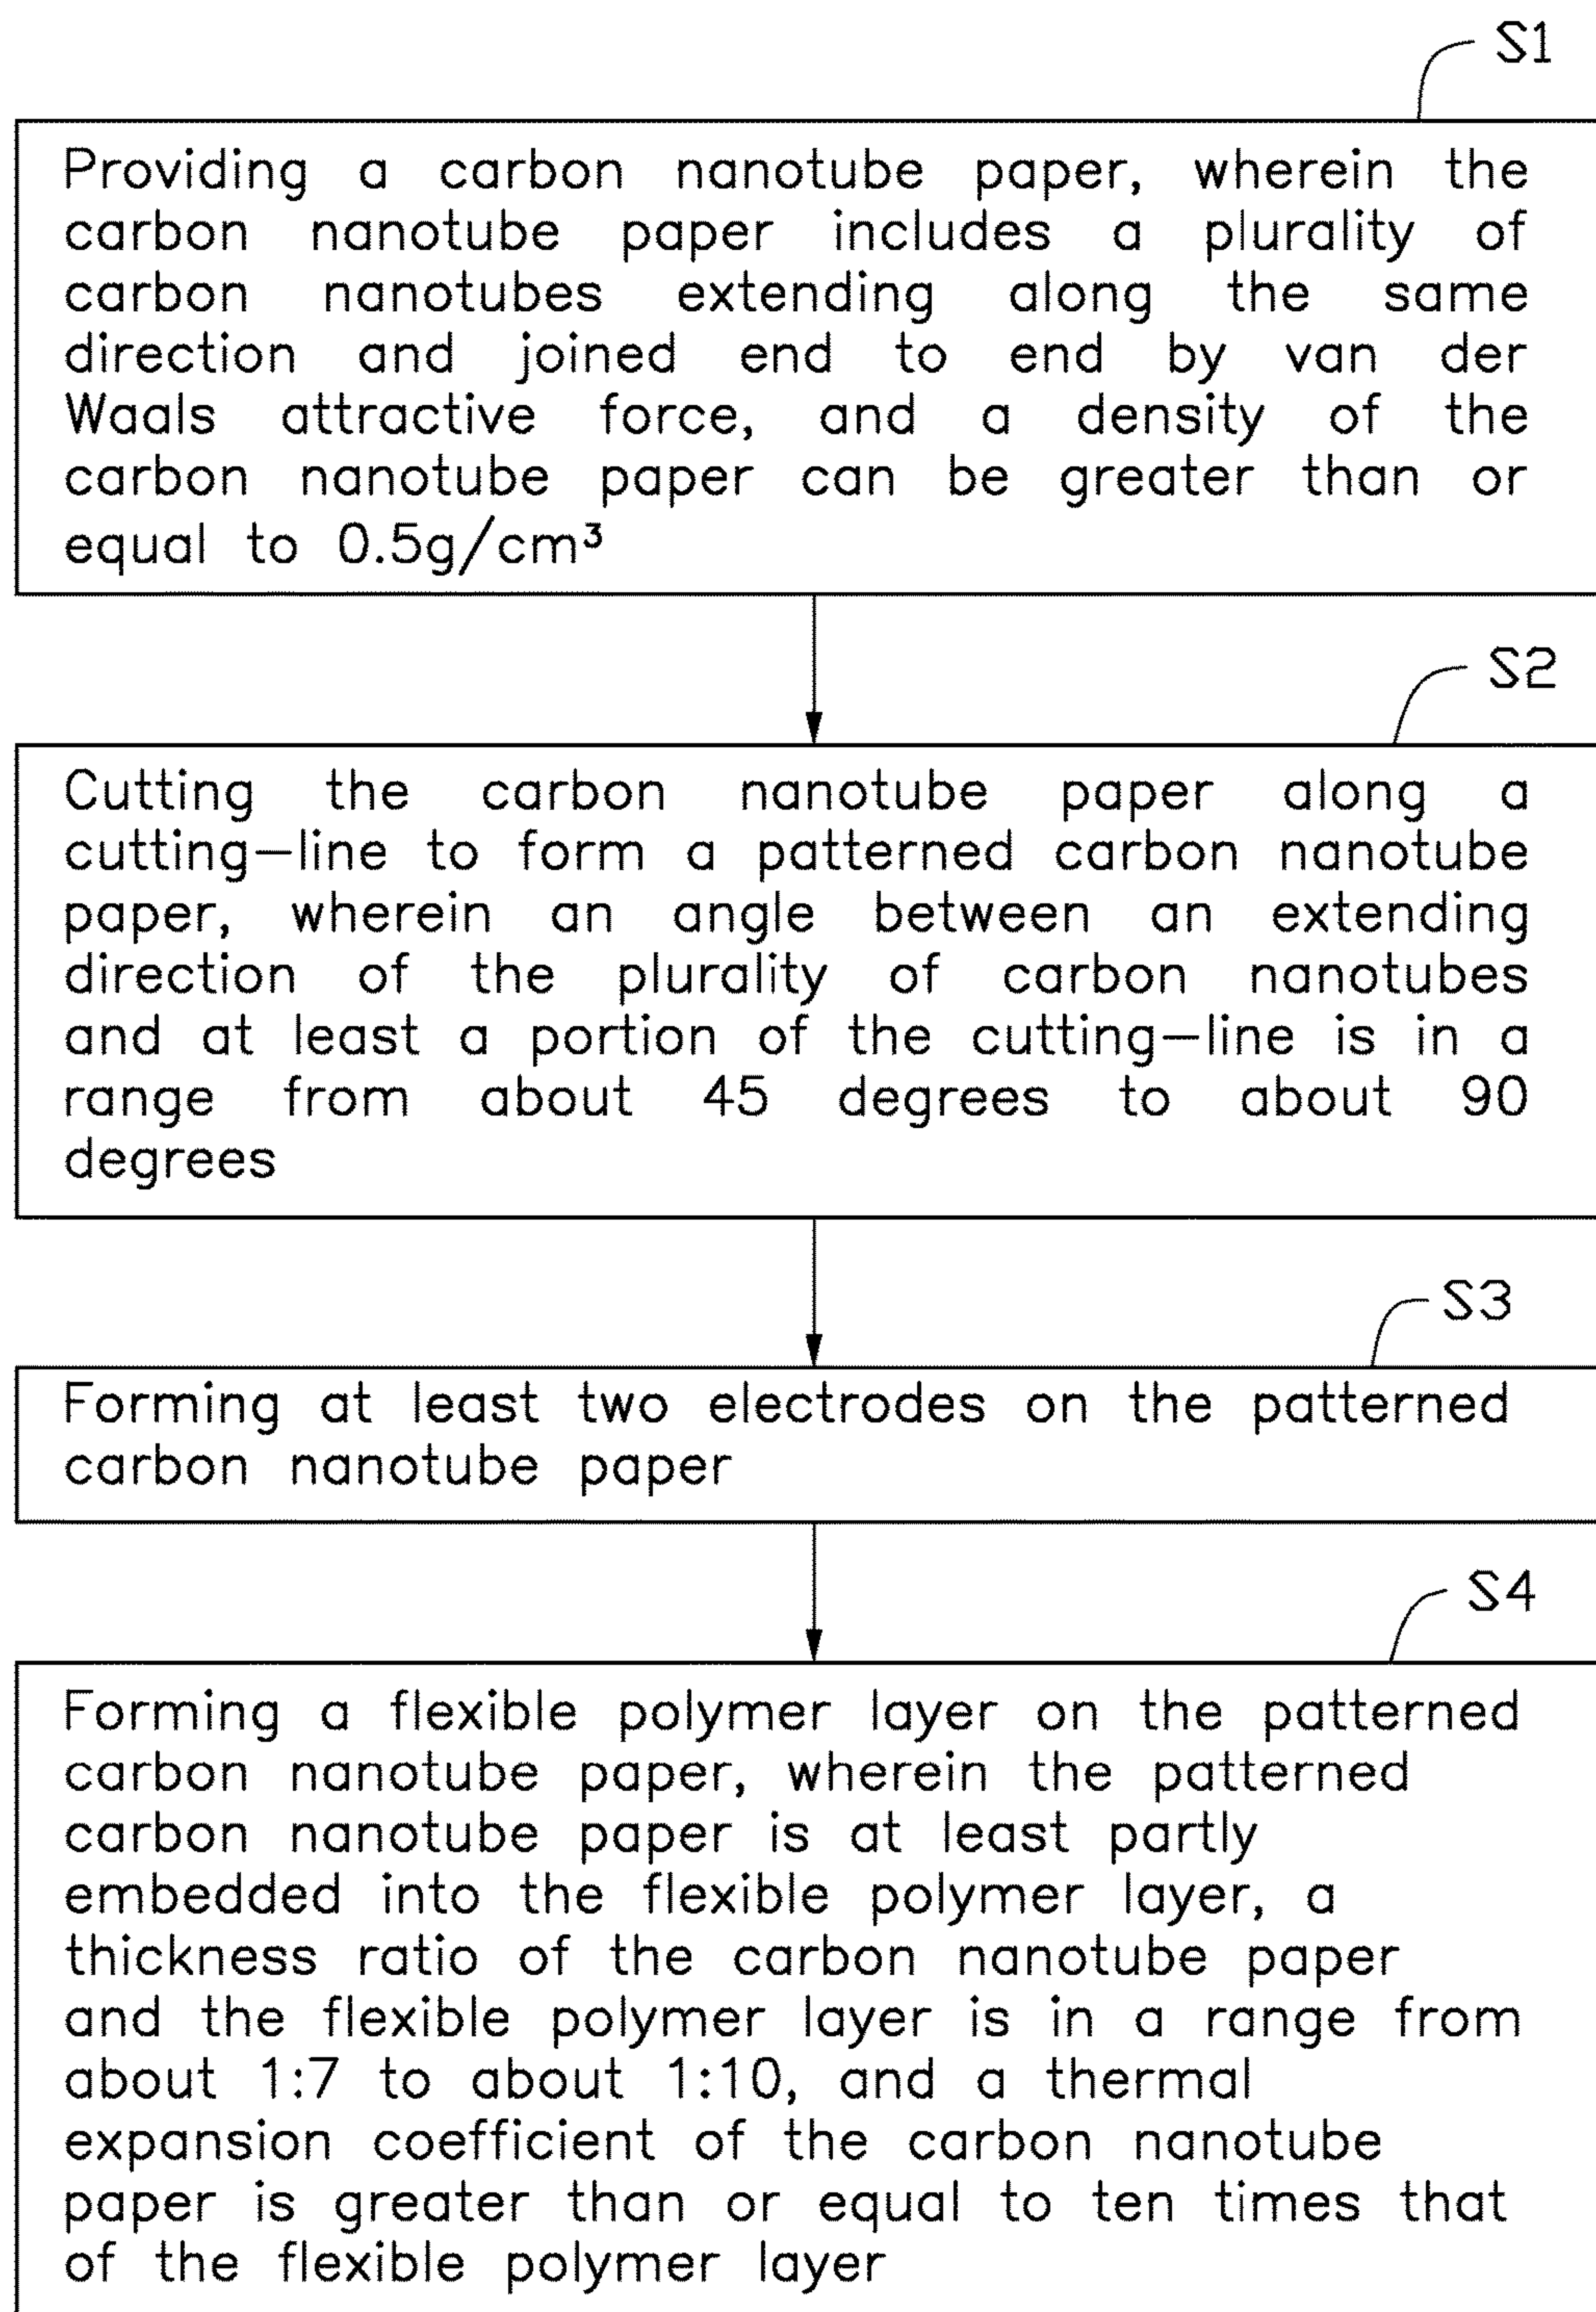 S1
Providing a carbon nanotube paper, wherein the
carbon nanotube paper includes a plurality of
carbon nanotubes extending along the same
direction and joined end to end by van der
Waals attractive force, and a density of the
carbon nanotube paper can be greater than or
equal to 0.5g/cm³
S2
Cutting the carbon nanotube paper along a
cutting-line to form a patterned carbon nanotube
paper, wherein an angle between an extending
direction of the plurality of carbon nanotubes
and at least a portion of the cutting-line is in a
range from about 45 degrees to about 90
degrees
S3
Forming at least two electrodes on the patterned
carbon nanotube paper
S4
Forming a flexible polymer layer on the patterned
carbon nanotube paper, wherein the patterned
carbon nanotube paper is at least partly
embedded into the flexible polymer layer, a
thickness ratio of the carbon nanotube paper
and the flexible polymer layer is in a range from
about 1:7 to about 1:10, and a thermal
expansion coefficient of the carbon nanotube
paper is greater than or equal to ten times that
of the flexible polymer layer